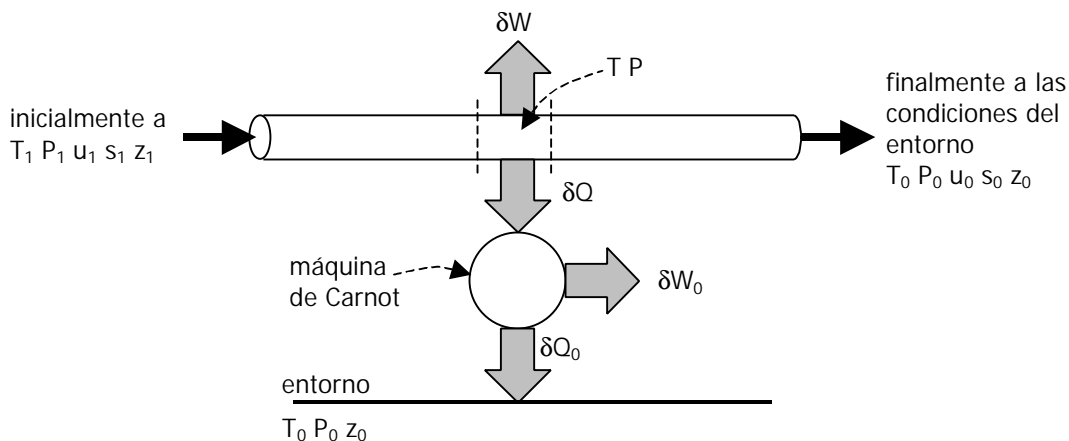 δW
T P
inicialmente a
T₁ P₁ u₁ s₁ z₁
finalmente a las
condiciones del
entorno
T₀ P₀ u₀ s₀ z₀
δQ
máquina
de Carnot
δW₀
δQ₀
entorno
T₀ P₀ z₀